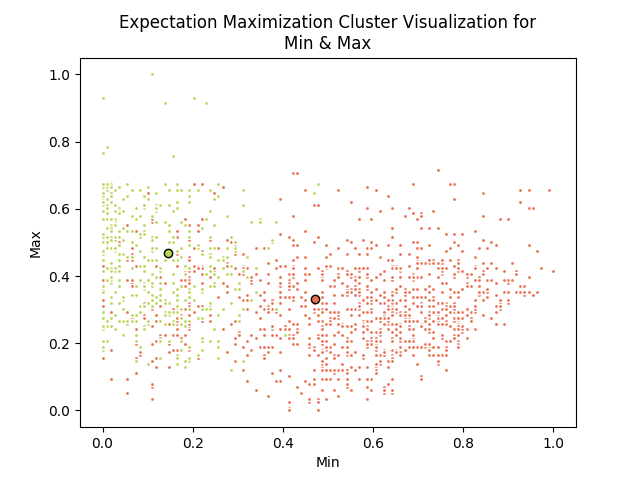 Expectation Maximization Cluster Visualization for
Min & Max
1.0
0.8
0.6
0.4
0.2
0.0
Max
0.0 0.2 0.4 0.6 0.8 1.0
Min